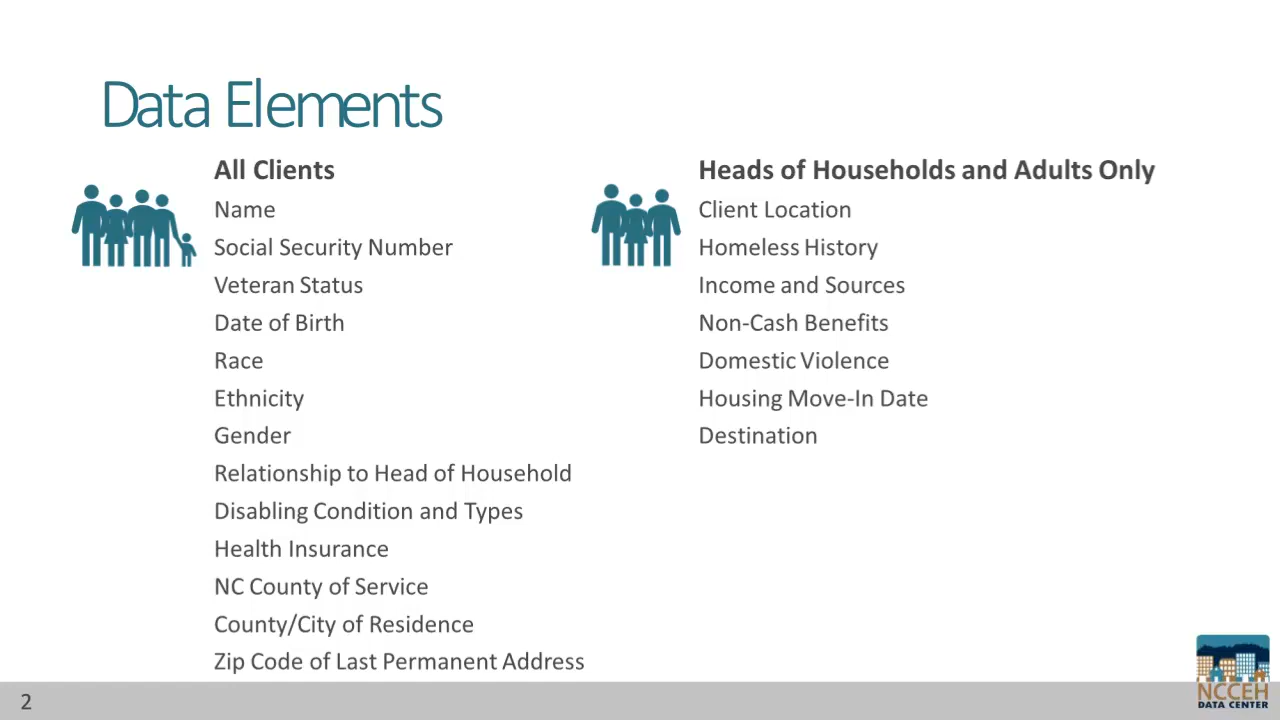 Data Elements
All Clients
Name
Social Security Number
Veteran Status
Date of Birth
Race
Ethnicity
Gender
Relationship to Head of Household
Disabling Condition and Types
Health Insurance
NC County of Service
County/City of Residence
Zip Code of Last Permanent Address
Heads of Households and Adults Only
Client Location
Homeless History
Income and Sources
Non-Cash Benefits
Domestic Violence
Housing Move-In Date
Destination
2
NCCEH
DATA CENTER